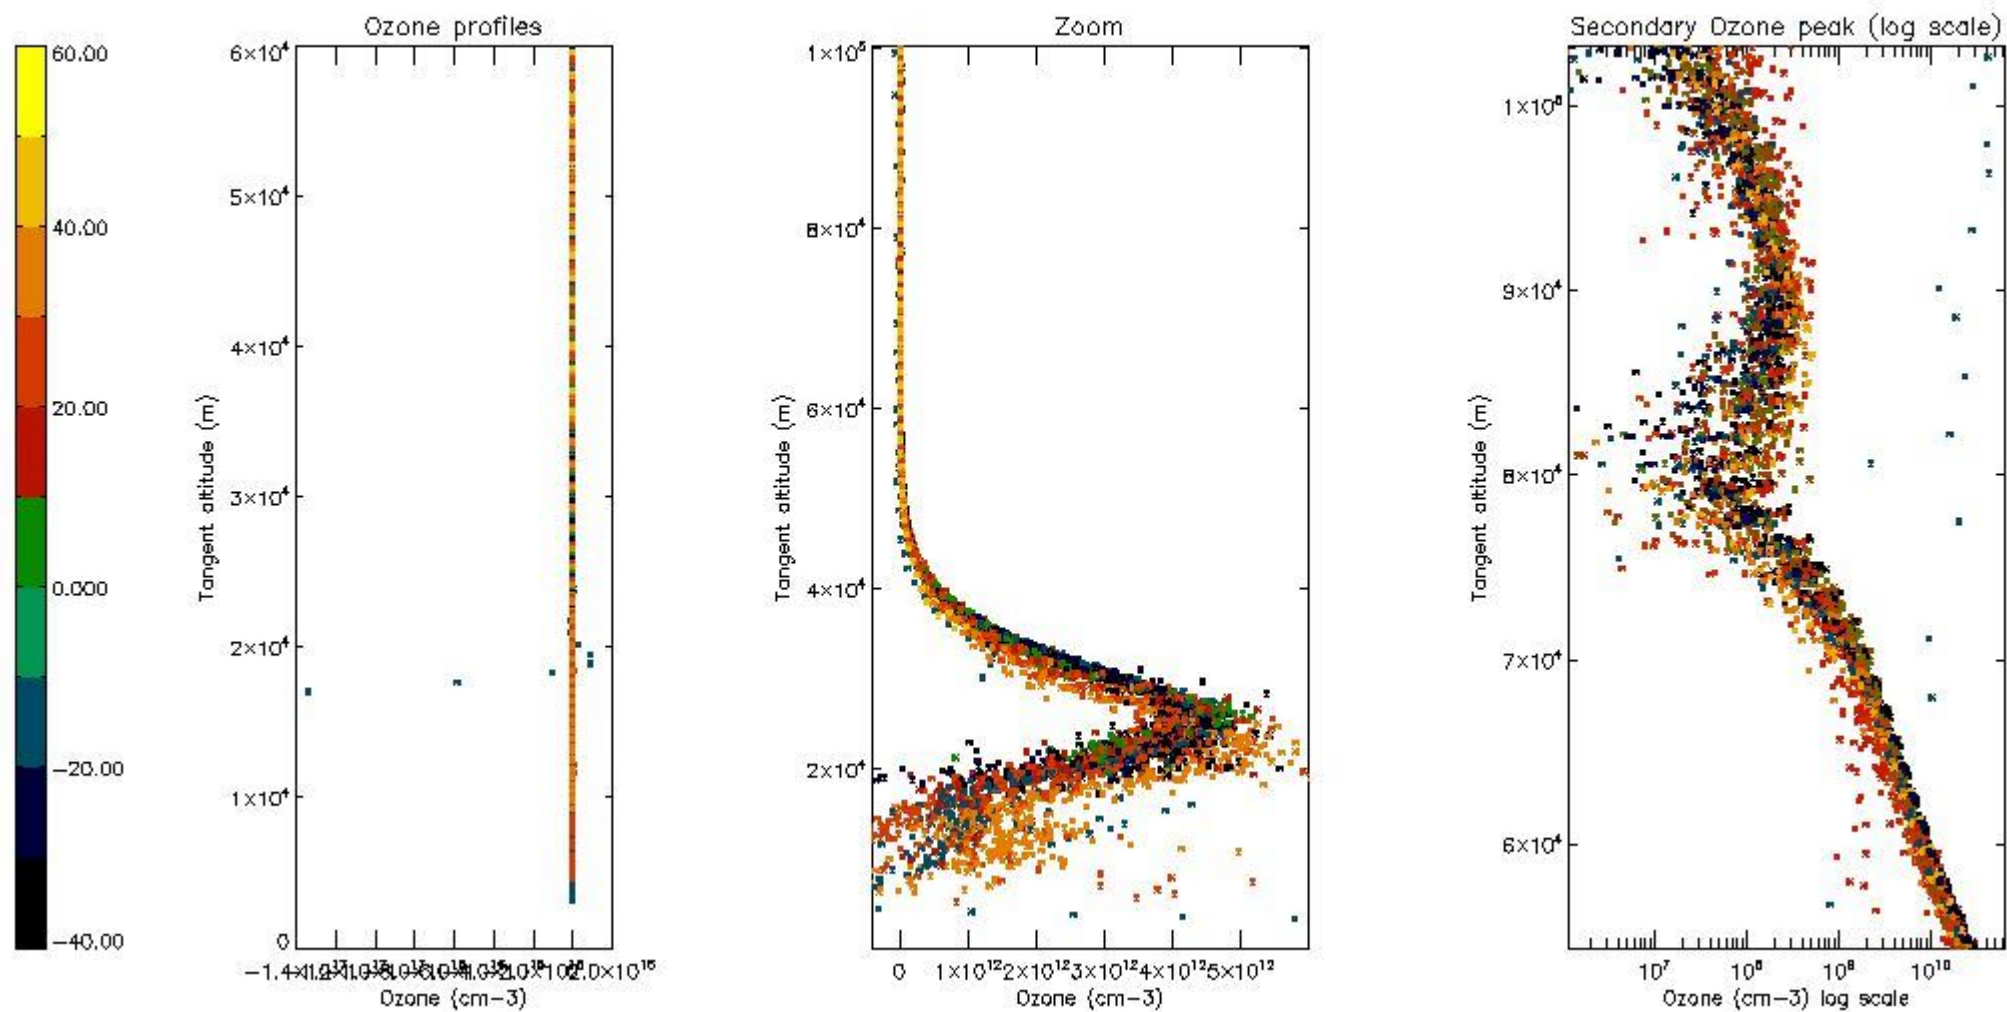 Ozone profiles
Zoom
Secondary Ozone peak (log scale)
60.00
40.00
20.00
0.000
−20.00
−40.00
6×10⁴
5×10⁴
4×10⁴
3×10⁴
2×10⁴
1×10⁴
0
Tangent altitude (m)
2.0×10¹⁶
Ozone (cm−3)
1×10⁵
8×10⁴
6×10⁴
4×10⁴
2×10⁴
Tangent altitude (m)
0 1×10¹² 2×10¹² 3×10¹² 4×10¹² 5×10¹²
Ozone (cm−3)
9×10⁴
8×10⁴
7×10⁴
6×10⁴
Tangent altitude (m)
10⁷ 10⁸ 10⁹ 10¹⁰
Ozone (cm−3) log scale